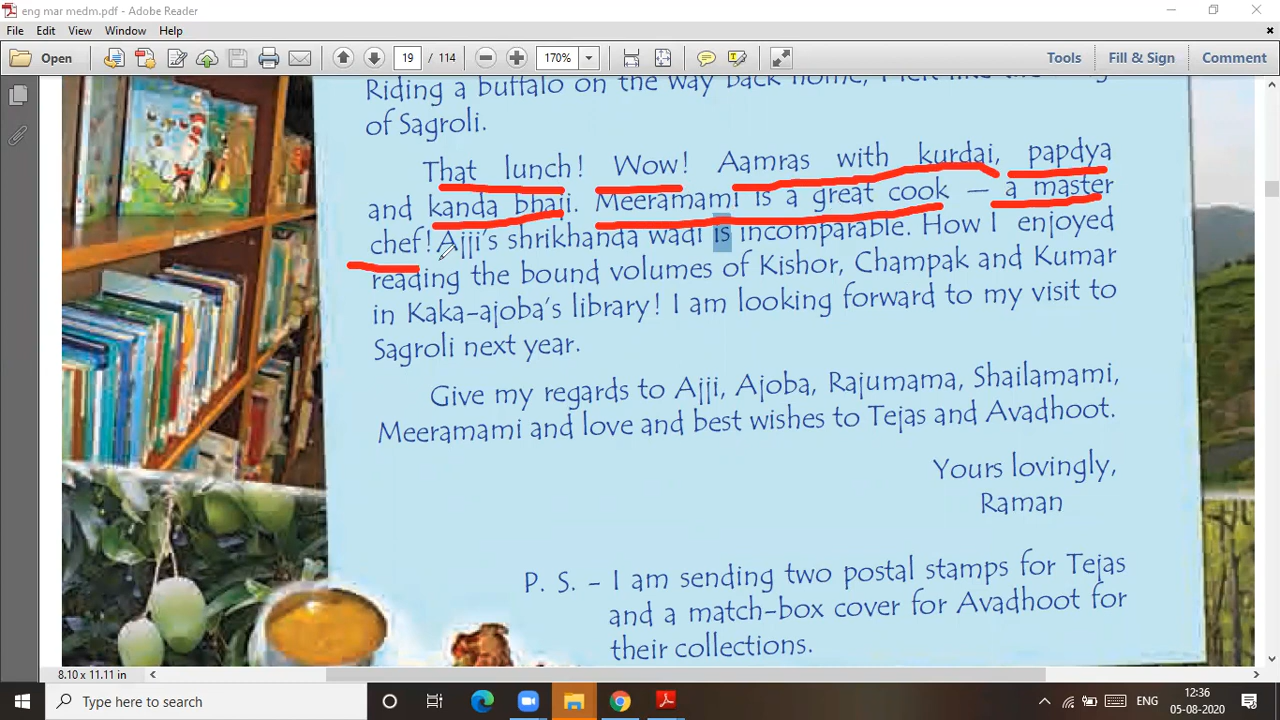 eng mar medm.pdf - Adobe Reader
File Edit View Window Help
Open 19 / 114 170% Tools Fill & Sign Comment
Riding a buffalo on the way back home, I felt like the
of Sagroli.
That lunch! Wow! Aamras with kurdai, papdya
and kanda bhaji. Meeramami is a great cook – a master
chef! Ajji's shrikhanda wadi is incomparable. How I enjoyed
reading the bound volumes of Kishor, Champak and Kumar
in Kaka-ajoba's library! I am looking forward to my visit to
Sagroli next year.
Give my regards to Ajji, Ajoba, Rajumama, Shailamami,
Meeramami and love and best wishes to Tejas and Avadhoot.
Yours lovingly,
Raman
P. S. - I am sending two postal stamps for Tejas
and a match-box cover for Avadhoot for
their collections.
8.10 x 11.11 in
Type here to search
ENG
12:36
05-08-2020